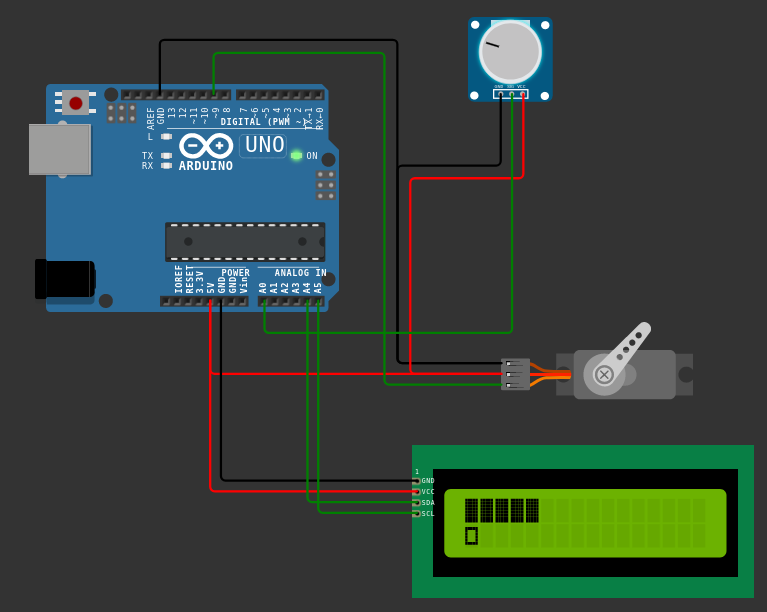 GND SIG VCC
AREF
GND
13
12
~11
~10
~9
8
7
~6
~5
4
~3
2
TX→1
RX←0
DIGITAL (PWM ~)
L
TX
RX
UNO
ON
ARDUINO
IOREF
RESET
3.3V
5V
GND
GND
Vin
POWER
ANALOG IN
A0
A1
A2
A3
A4
A5
1
GND
VCC
SDA
SCL